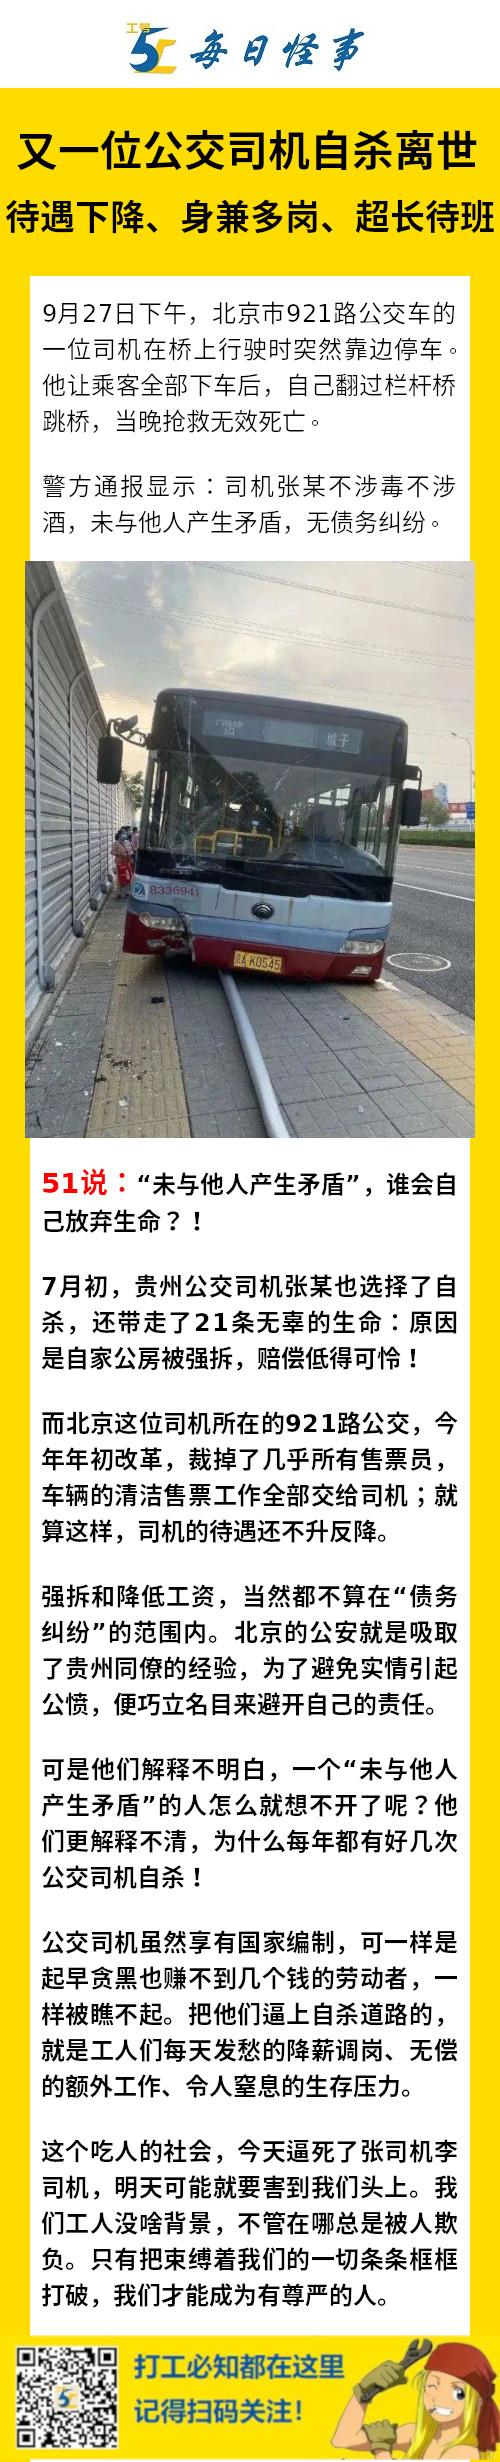 工号
51 每日怪事
又一位公交司机自杀离世
待遇下降、身兼多岗、超长待班
9月27日下午，北京市921路公交车的
一位司机在桥上行驶时突然靠边停车。
他让乘客全部下车后，自己翻过栏杆桥
跳桥，当晚抢救无效死亡。
警方通报显示：司机张某不涉毒不涉
酒，未与他人产生矛盾，无债务纠纷。
城子
8336941
京A·K0545
51说：“未与他人产生矛盾”，谁会自
己放弃生命？！
7月初，贵州公交司机张某也选择了自
杀，还带走了21条无辜的生命：原因
是自家公房被强拆，赔偿低得可怜！
而北京这位司机所在的921路公交，今
年年初改革，裁掉了几乎所有售票员，
车辆的清洁售票工作全部交给司机；就
算这样，司机的待遇还不升反降。
强拆和降低工资，当然都不算在“债务
纠纷”的范围内。北京的公安就是吸取
了贵州同僚的经验，为了避免实情引起
公愤，便巧立名目来避开自己的责任。
可是他们解释不明白，一个“未与他人
产生矛盾”的人怎么就想不开了呢？他
们更解释不清，为什么每年都有好几次
公交司机自杀！
公交司机虽然享有国家编制，可一样是
起早贪黑也赚不到几个钱的劳动者，一
样被瞧不起。把他们逼上自杀道路的，
就是工人们每天发愁的降薪调岗、无偿
的额外工作、令人窒息的生存压力。
这个吃人的社会，今天逼死了张司机李
司机，明天可能就要害到我们头上。我
们工人没啥背景，不管在哪总是被人欺
负。只有把束缚着我们的一切条条框框
打破，我们才能成为有尊严的人。
打工必知都在这里
记得扫码关注！